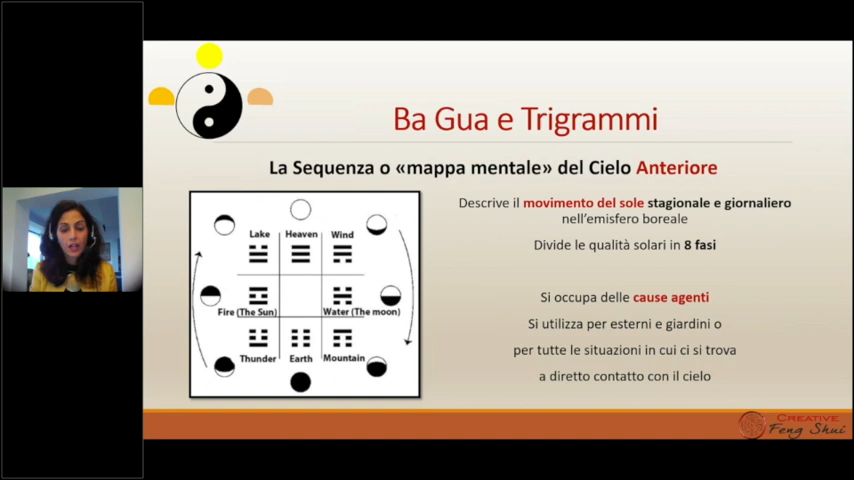 Ba Gua e Trigrammi
La Sequenza o «mappa mentale» del Cielo Anteriore
Lake Heaven Wind
Fire (The Sun) Water (The moon)
Thunder Earth Mountain
Descrive il movimento del sole stagionale e giornaliero
nell'emisfero boreale
Divide le qualità solari in 8 fasi
Si occupa delle cause agenti
Si utilizza per esterni e giardini o
per tutte le situazioni in cui ci si trova
a diretto contatto con il cielo
CREATIVE
Feng Shui